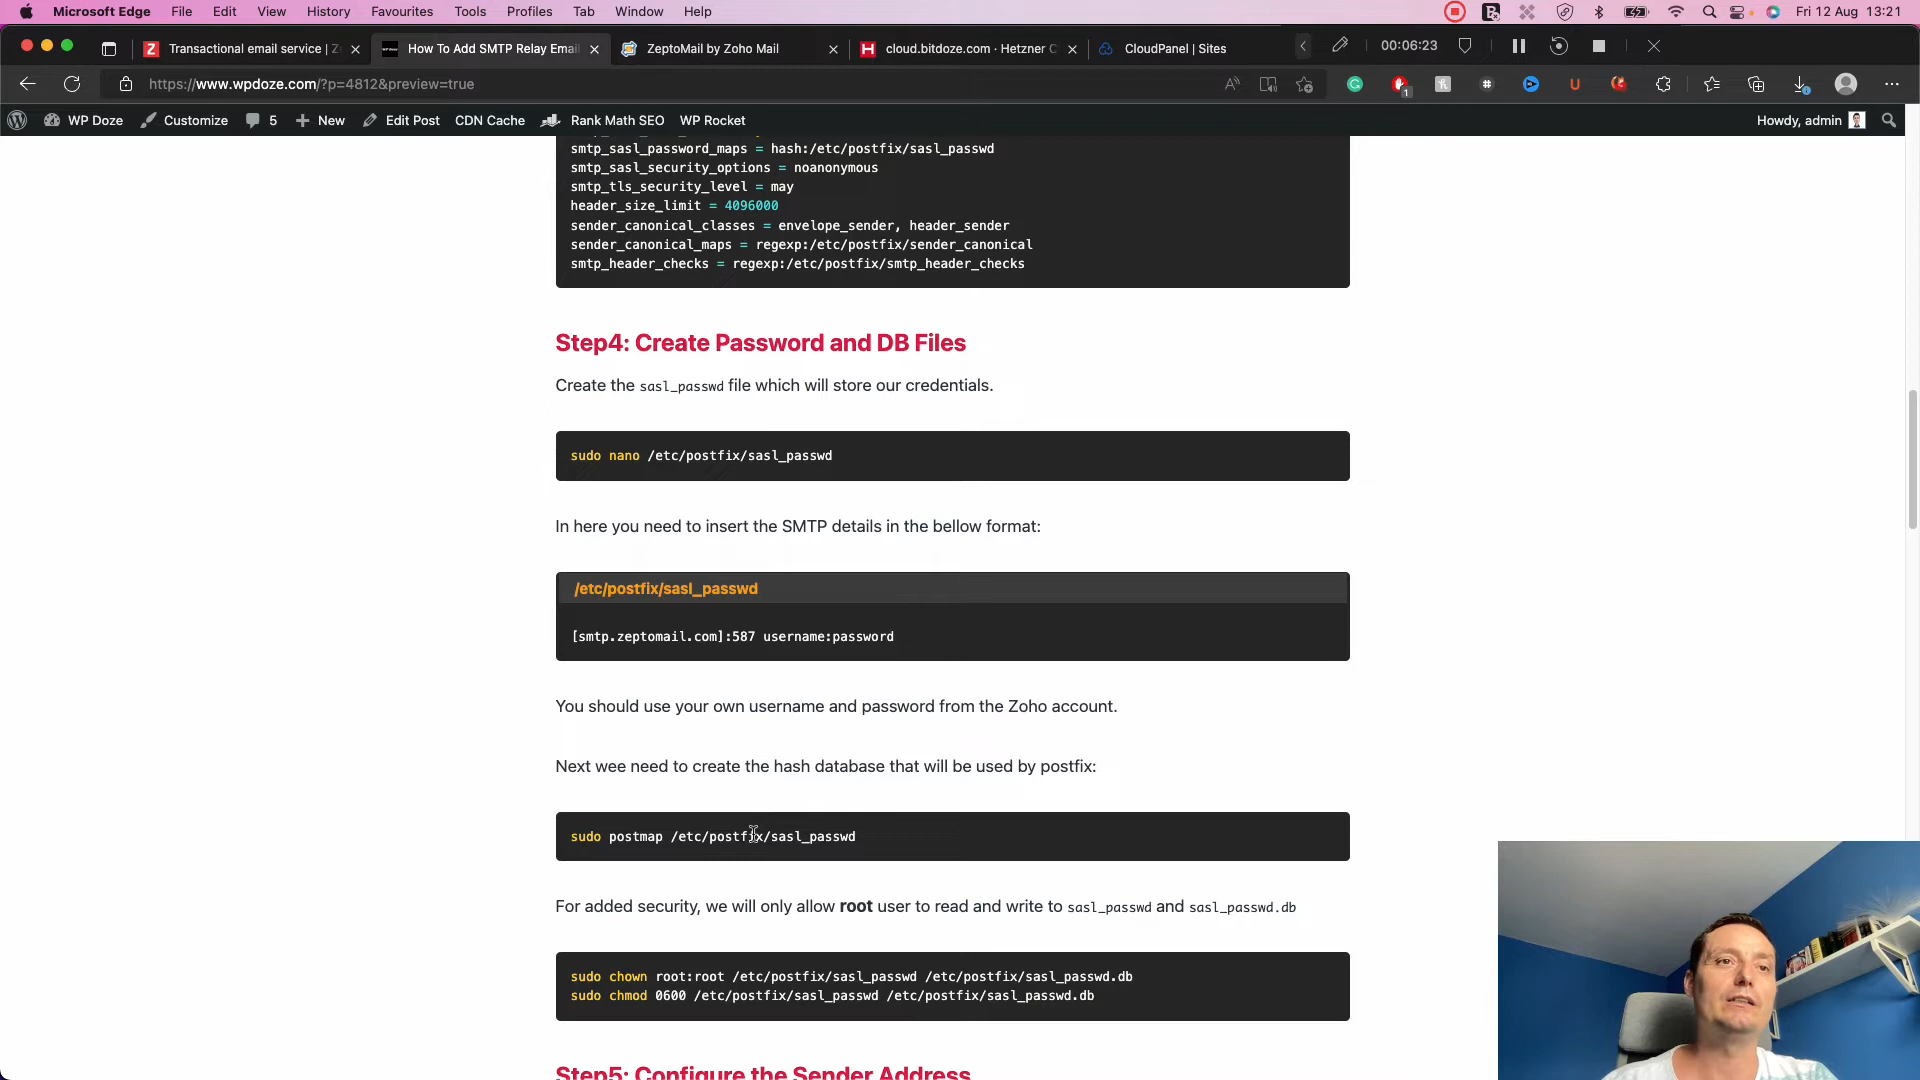 Microsoft Edge File Edit View History Favourites Tools Profiles Tab Window Help Fri 12 Aug 13:21
Transactional email service | Z How To Add SMTP Relay Email ZeptoMail by Zoho Mail cloud.bitdoze.com · Hetzner C CloudPanel | Sites 00:06:23
https://www.wpdoze.com/?p=4812&preview=true
WP Doze Customize 5 New Edit Post CDN Cache Rank Math SEO WP Rocket Howdy, admin
smtp_sasl_password_maps = hash:/etc/postfix/sasl_passwd
smtp_sasl_security_options = noanonymous
smtp_tls_security_level = may
header_size_limit = 4096000
sender_canonical_classes = envelope_sender, header_sender
sender_canonical_maps = regexp:/etc/postfix/sender_canonical
smtp_header_checks = regexp:/etc/postfix/smtp_header_checks
Step4: Create Password and DB Files
Create the sasl_passwd file which will store our credentials.
sudo nano /etc/postfix/sasl_passwd
In here you need to insert the SMTP details in the bellow format:
/etc/postfix/sasl_passwd
[smtp.zeptomail.com]:587 username:password
You should use your own username and password from the Zoho account.
Next wee need to create the hash database that will be used by postfix:
sudo postmap /etc/postfix/sasl_passwd
For added security, we will only allow root user to read and write to sasl_passwd and sasl_passwd.db
sudo chown root:root /etc/postfix/sasl_passwd /etc/postfix/sasl_passwd.db
sudo chmod 0600 /etc/postfix/sasl_passwd /etc/postfix/sasl_passwd.db
Step5: Configure the Sender Address